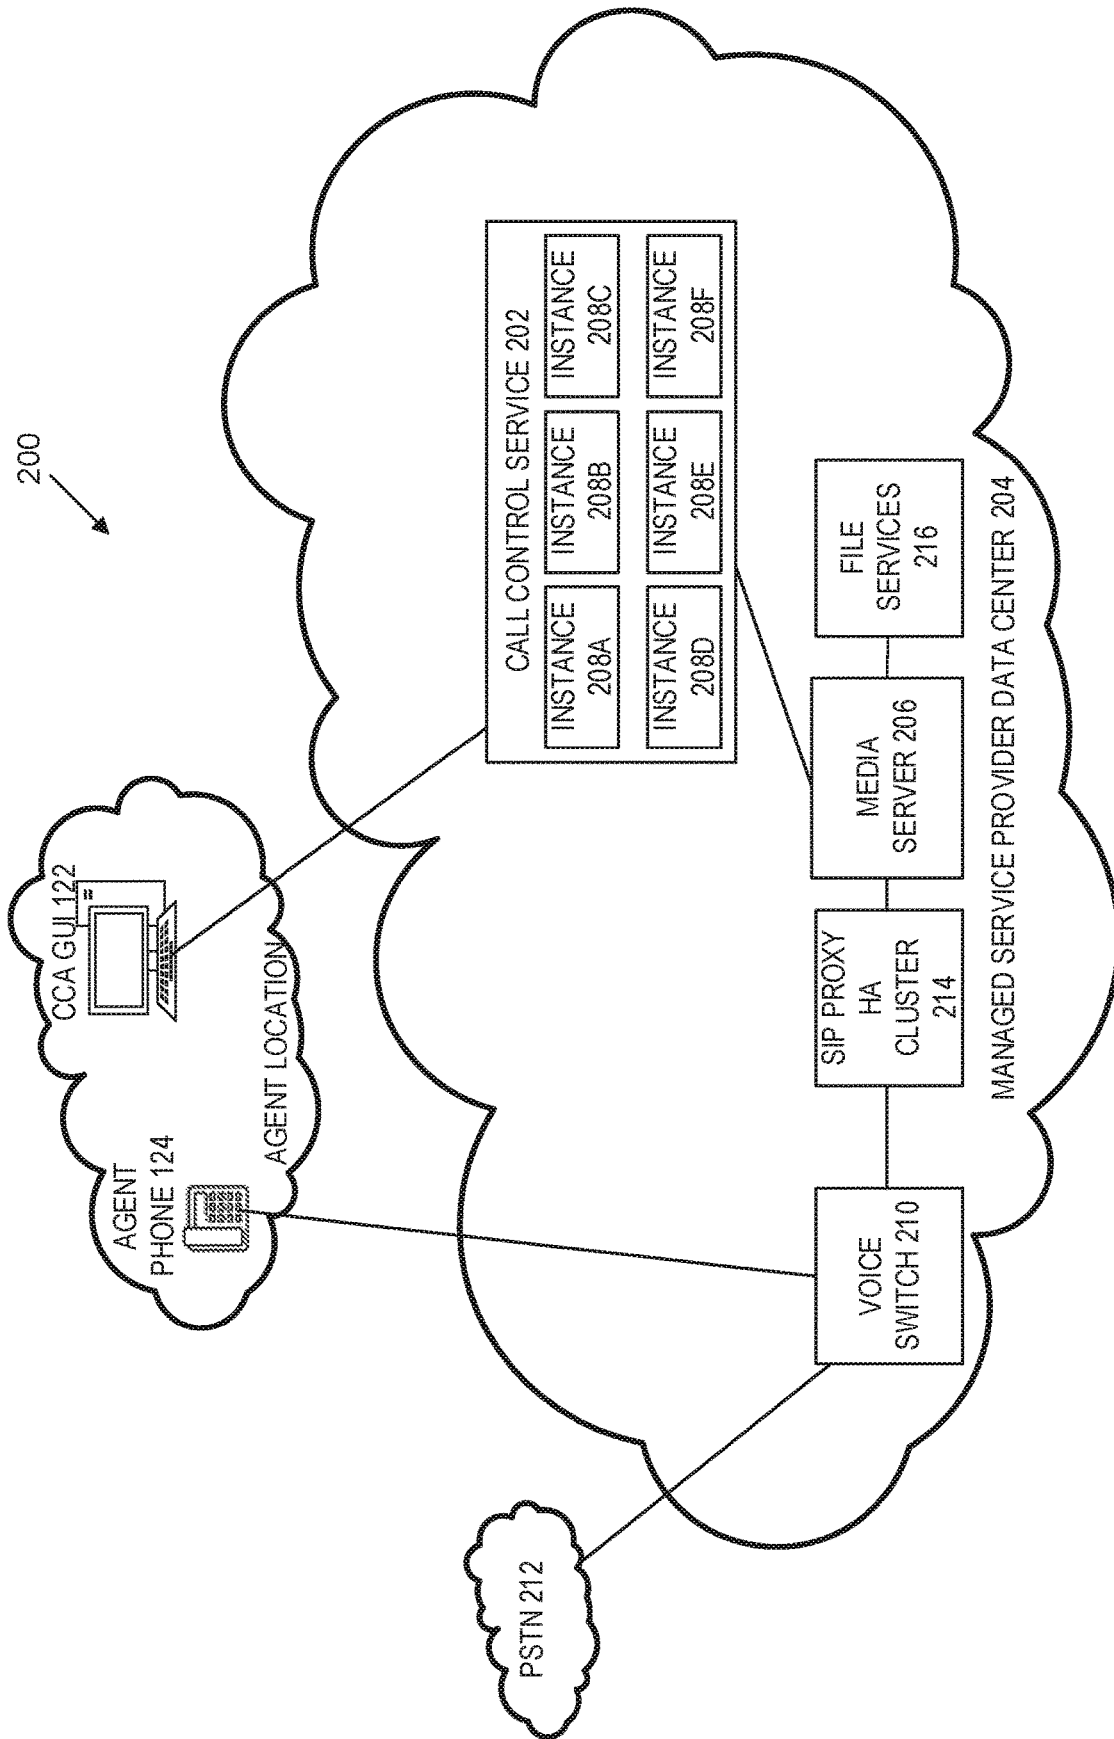 200
CCA GUI 122
AGENT
PHONE 124
AGENT LOCATION
CALL CONTROL SERVICE 202
INSTANCE
208A
INSTANCE
208B
INSTANCE
208C
INSTANCE
208D
INSTANCE
208E
INSTANCE
208F
PSTN 212
VOICE
SWITCH 210
SIP PROXY
HA
CLUSTER
214
MEDIA
SERVER 206
FILE
SERVICES
216
MANAGED SERVICE PROVIDER DATA CENTER 204